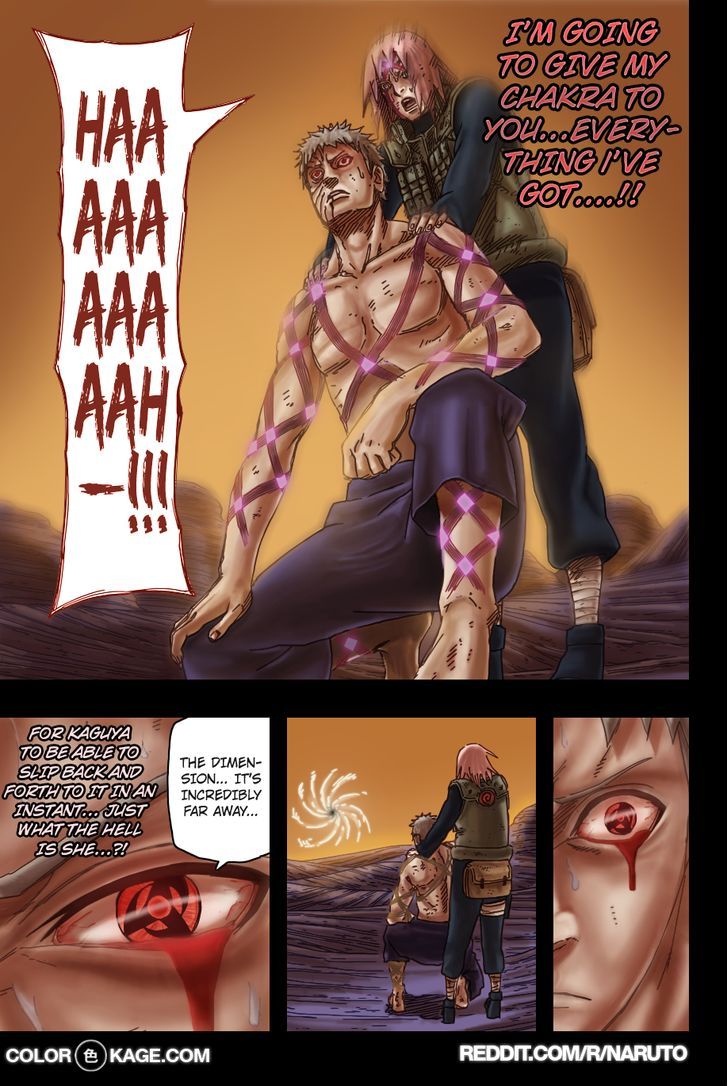 I'M GOING
TO GIVE MY
CHAKRA TO
YOU...EVERY-
THING I'VE
GOT....!!
HAA
AAA
AAA
AAH
—!!!
THE DIMEN-
SION... IT'S
INCREDIBLY
FAR AWAY...
FOR KAGUYA
TO BE ABLE TO
SLIP BACK AND
FORTH TO IT IN AN
INSTANT... JUST
WHAT THE HELL
IS SHE...?!
COLOR 色 KAGE.COM
REDDIT.COM/R/NARUTO